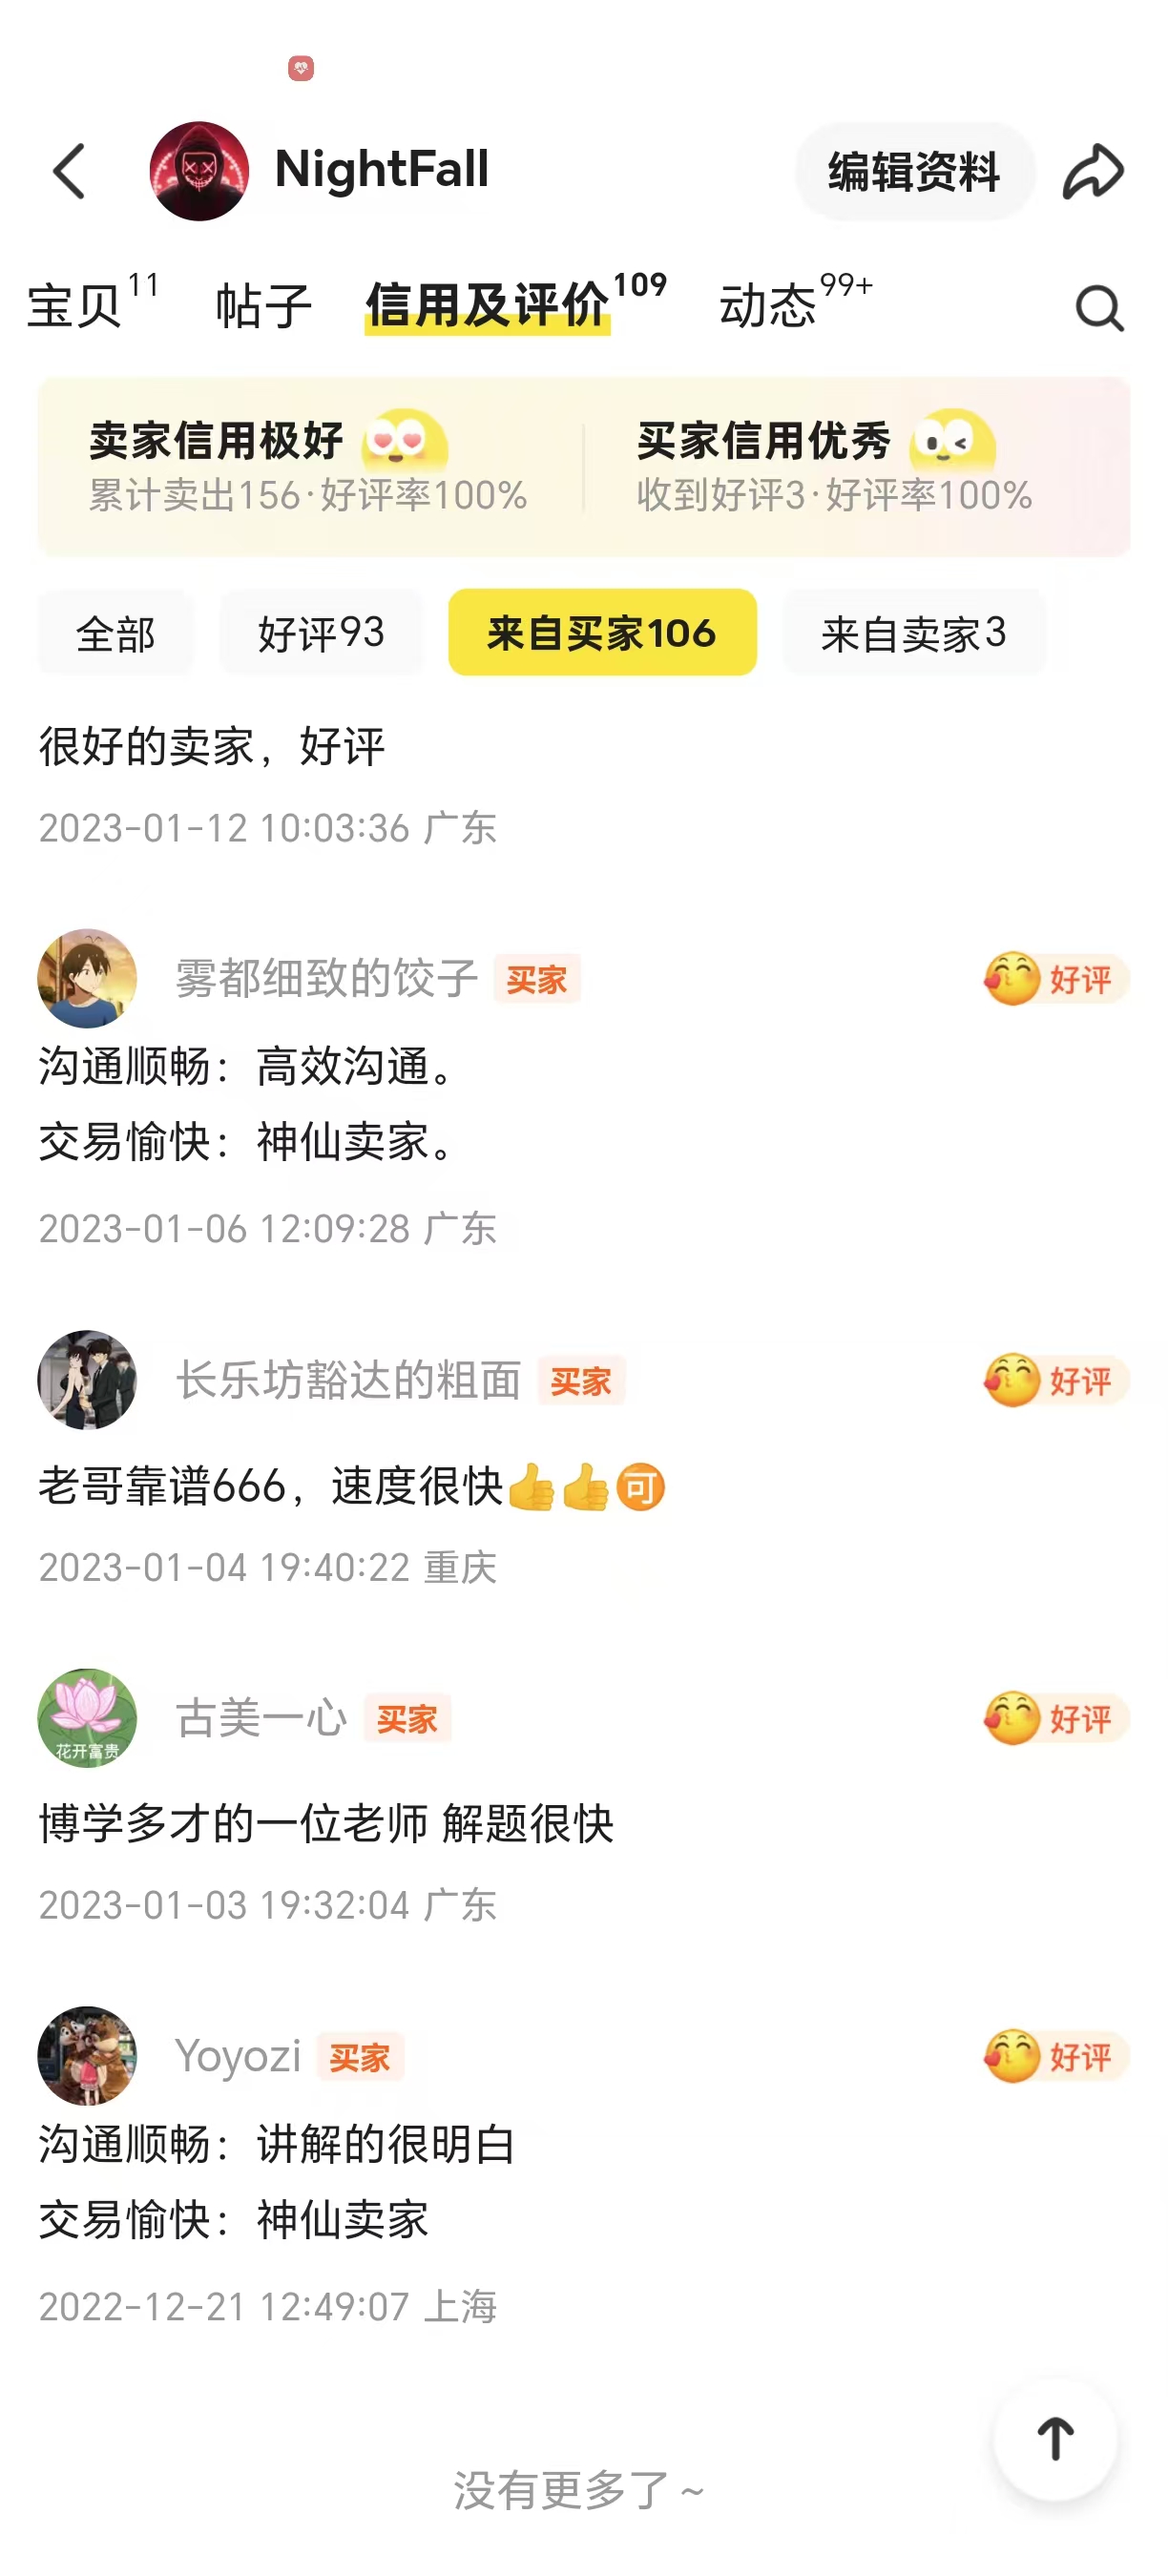 NightFall
编辑资料
宝贝11 帖子 信用及评价109 动态99+
卖家信用极好 买家信用优秀
累计卖出156·好评率100% 收到好评3·好评率100%
全部 好评93 来自买家106 来自卖家3
很好的卖家，好评
2023-01-12 10:03:36 广东
雾都细致的饺子 买家 好评
沟通顺畅：高效沟通。
交易愉快：神仙卖家。
2023-01-06 12:09:28 广东
长乐坊豁达的粗面 买家 好评
老哥靠谱666，速度很快👍👍🉑
2023-01-04 19:40:22 重庆
古美一心 买家 好评
花开富贵
博学多才的一位老师 解题很快
2023-01-03 19:32:04 广东
Yoyozi 买家 好评
沟通顺畅：讲解的很明白
交易愉快：神仙卖家
2022-12-21 12:49:07 上海
没有更多了~